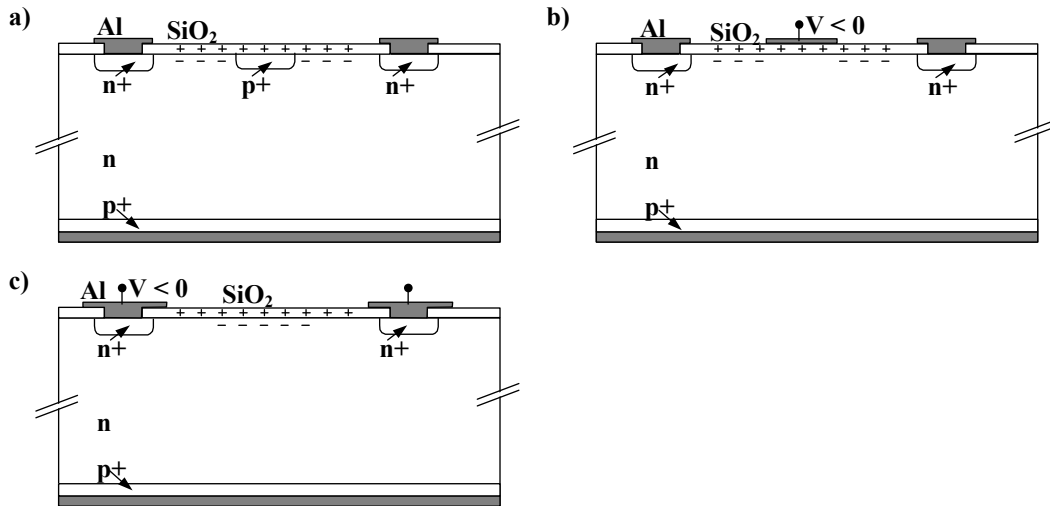 a)
Al
SiO₂
+ + + + + + + + +
− − − − − −
n+
p+
n+
n
p+
b)
Al
SiO₂
V < 0
+ + + + + + + + +
− − − − − −
n+
n+
n
p+
c)
Al
V < 0
SiO₂
+ + + + + + + + +
− − − − −
n+
n+
n
p+